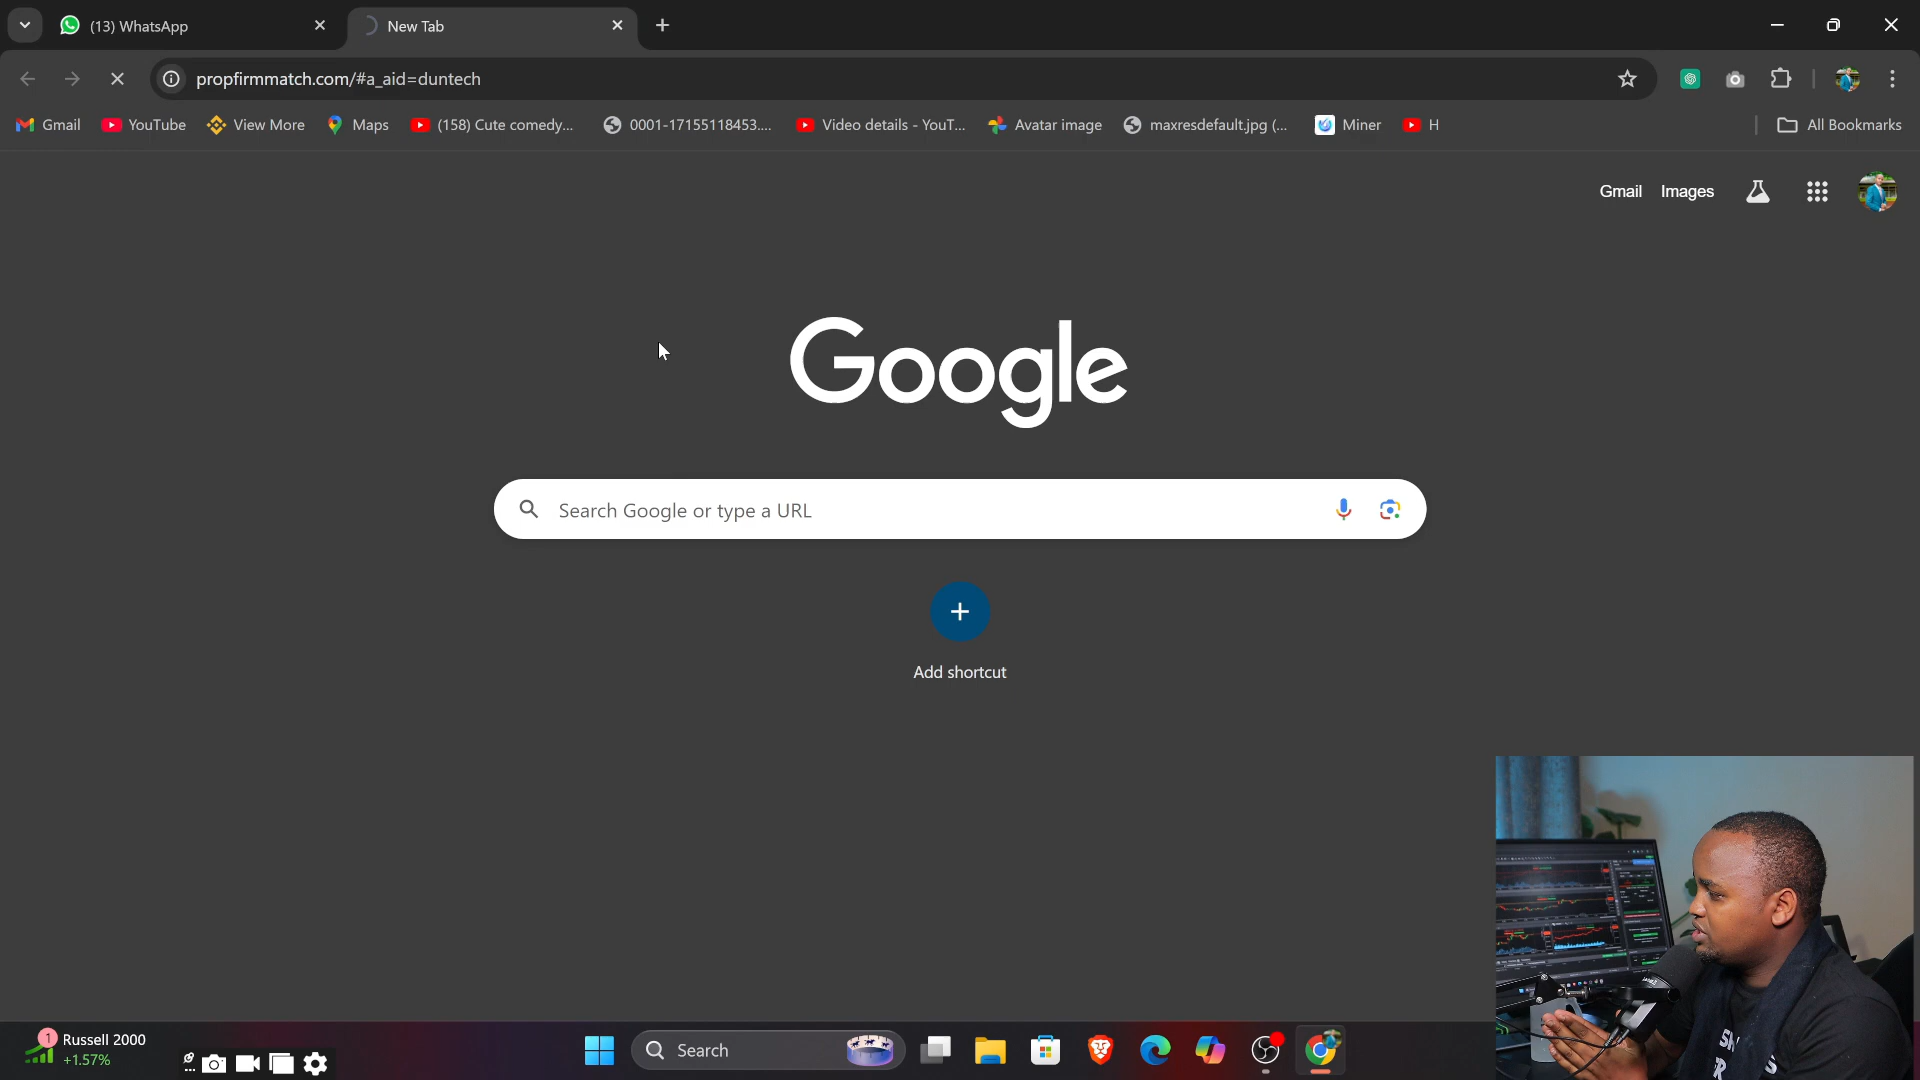 (13) WhatsApp
New Tab
propfirmmatch.com/#a_aid=duntech
Gmail
YouTube
View More
Maps
(158) Cute comedy...
0001-17155118453....
Video details - YouT...
Avatar image
maxresdefault.jpg (...
Miner
H
All Bookmarks
Gmail
Images
Google
Search Google or type a URL
Add shortcut
1
Russell 2000
+1.57%
Search